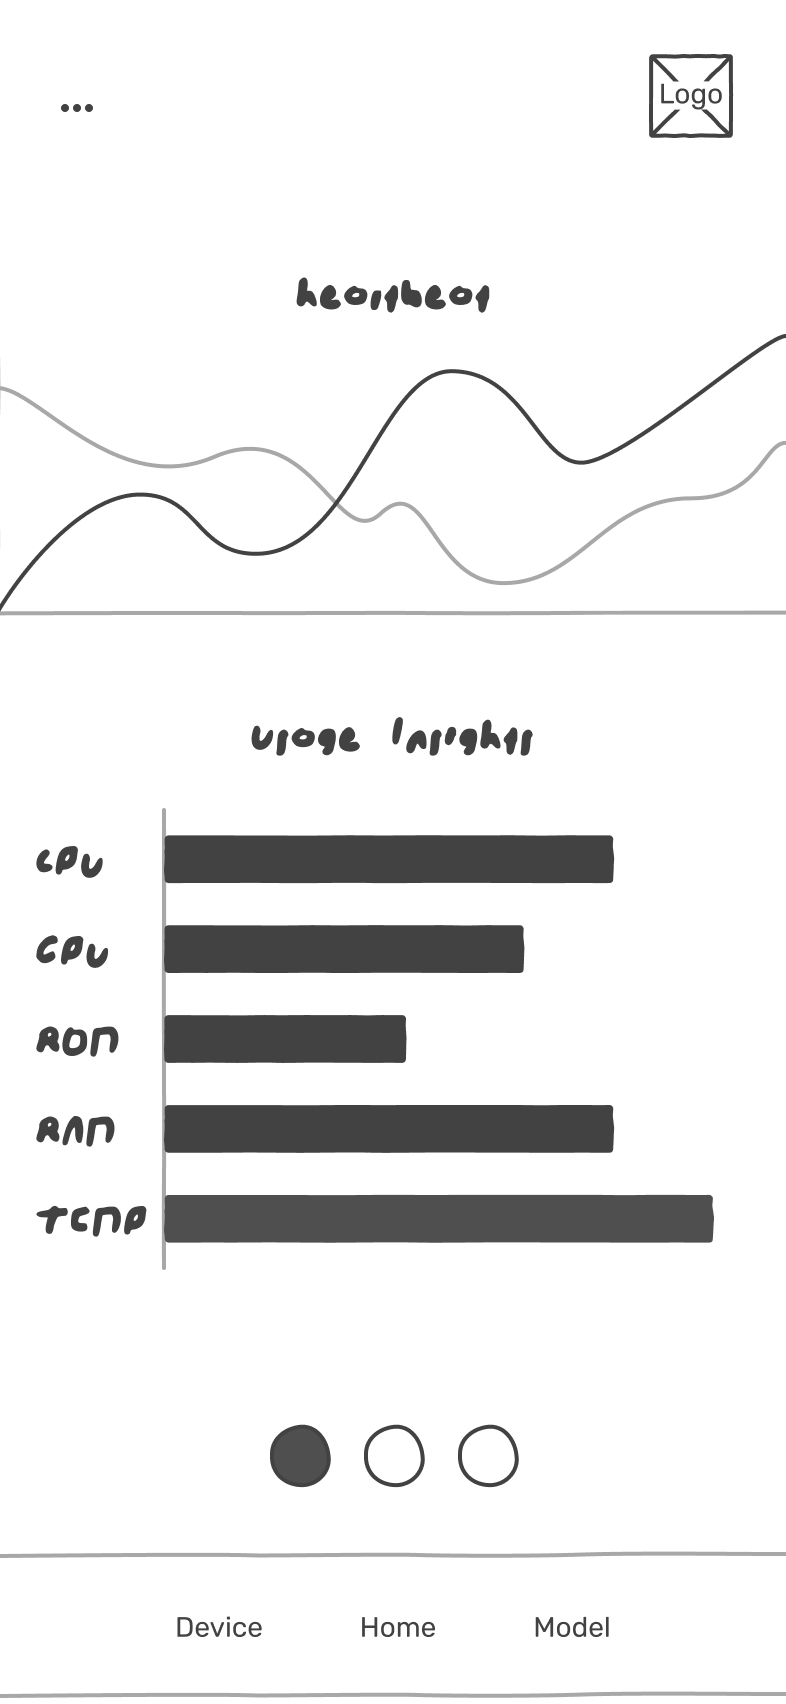 Logo
heartbeat
usage insights
CPU
GPU
ROM
RAM
TEMP
Device Home Model